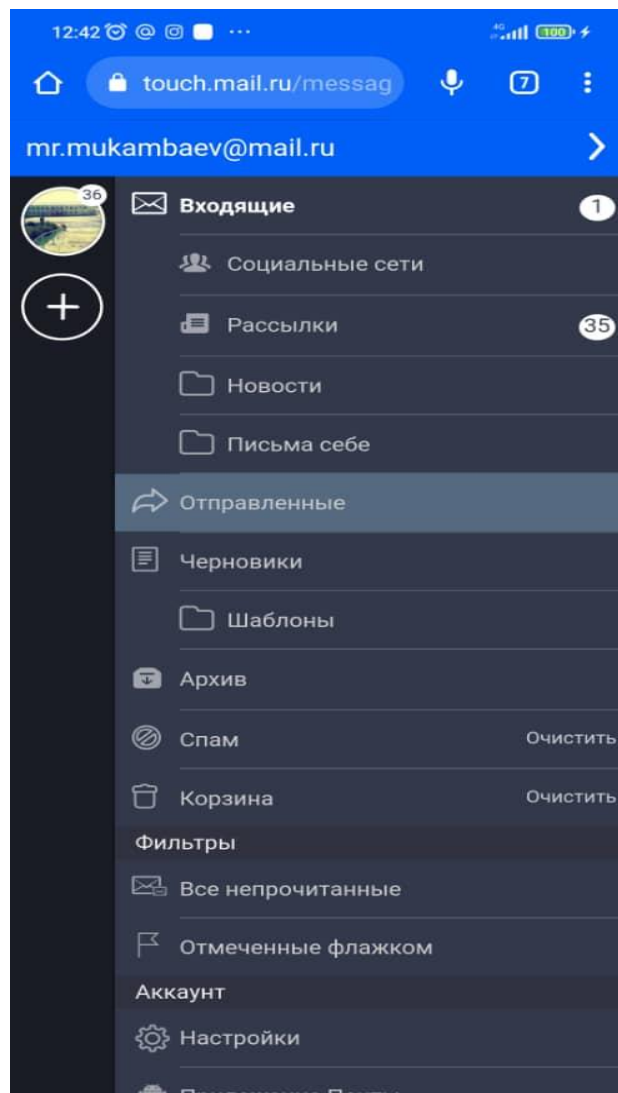 12:42
4G
100
touch.mail.ru/messag
7
mr.mukambaev@mail.ru
36
Входящие 1
Социальные сети
Рассылки 35
Новости
Письма себе
Отправленные
Черновики
Шаблоны
Архив
Спам Очистить
Корзина Очистить
Фильтры
Все непрочитанные
Отмеченные флажком
Аккаунт
Настройки